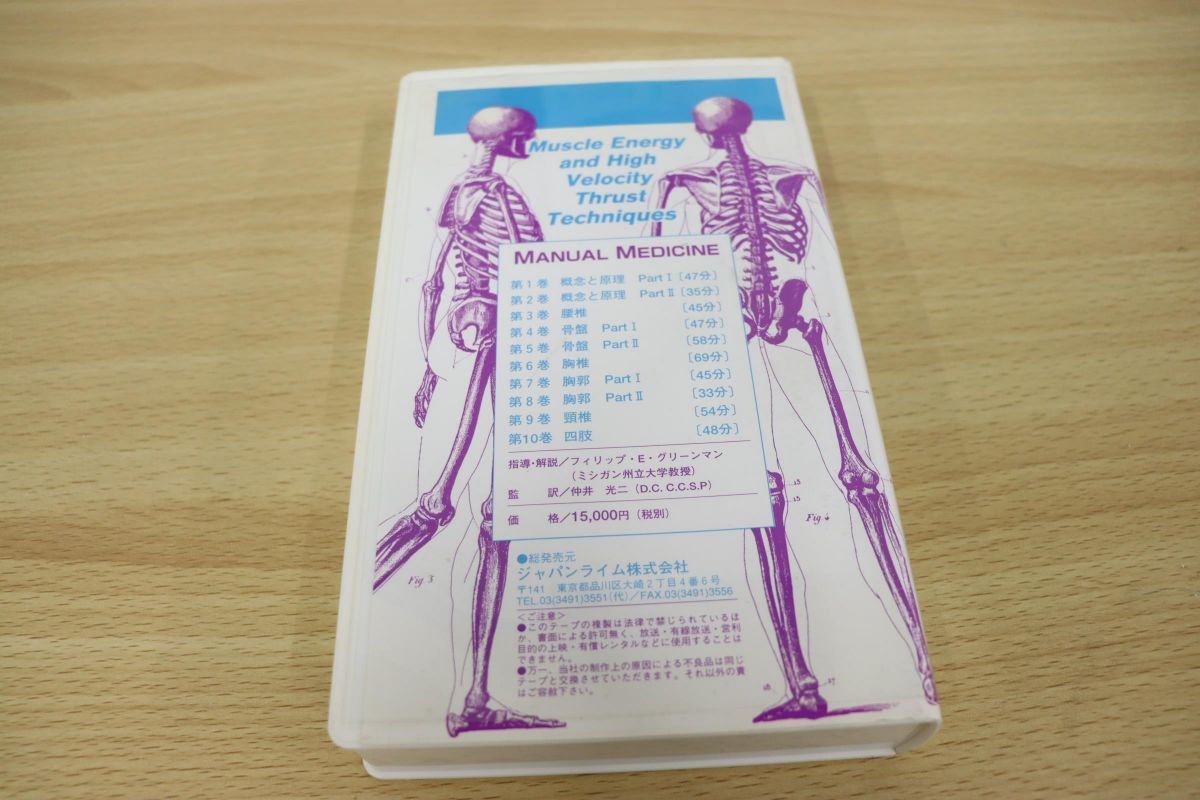 Muscle Energy
and High
Velocity
Thrust
Techniques
MANUAL MEDICINE
第1巻 概念と原理 PartⅠ〔47分〕
第2巻 概念と原理 PartⅡ〔35分〕
第3巻 腰椎 〔45分〕
第4巻 骨盤 PartⅠ 〔47分〕
第5巻 骨盤 PartⅡ 〔58分〕
第6巻 胸椎 〔69分〕
第7巻 胸郭 PartⅠ 〔45分〕
第8巻 胸郭 PartⅡ 〔33分〕
第9巻 頸椎 〔54分〕
第10巻 四肢 〔48分〕
指導・解説／フィリップ・E・グリーンマン
（ミシガン州立大学教授）
監 訳／仲井 光二（D.C. C.C.S.P）
価 格／15,000円（税別）
●総発売元
ジャパンライム株式会社
〒141 東京都品川区大崎2丁目4番6号
TEL.03(3491)3551(代)／FAX.03(3491)3556
＜ご注意＞
●このテープの複製は法律で禁じられているほ
か、書面による許可無く、放送・有線放送・営利
目的の上映・有償レンタルなどに使用することは
できません。
●万一、当社の制作上の原因による不良品は同じ
テープと交換させていただきます。それ以外の責
はご容赦下さい。
Fig 3
Fig. 4